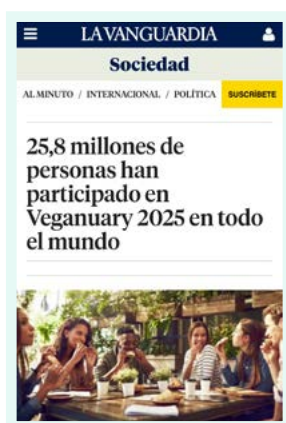 LA VANGUARDIA
Sociedad
AL MINUTO / INTERNACIONAL / POLÍTICA SUSCRÍBETE
25,8 millones de
personas han
participado en
Veganuary 2025 en todo
el mundo